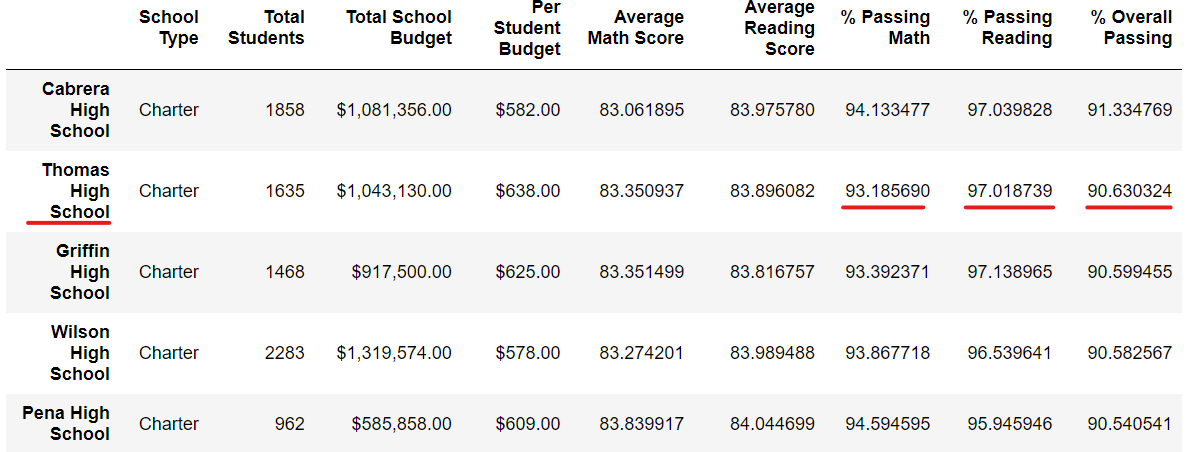 School Type Total Students Total School Budget Per Student Budget Average Math Score Average Reading Score % Passing Math % Passing Reading % Overall Passing
Cabrera High School Charter 1858 $1,081,356.00 $582.00 83.061895 83.975780 94.133477 97.039828 91.334769
Thomas High School Charter 1635 $1,043,130.00 $638.00 83.350937 83.896082 93.185690 97.018739 90.630324
Griffin High School Charter 1468 $917,500.00 $625.00 83.351499 83.816757 93.392371 97.138965 90.599455
Wilson High School Charter 2283 $1,319,574.00 $578.00 83.274201 83.989488 93.867718 96.539641 90.582567
Pena High School Charter 962 $585,858.00 $609.00 83.839917 84.044699 94.594595 95.945946 90.540541